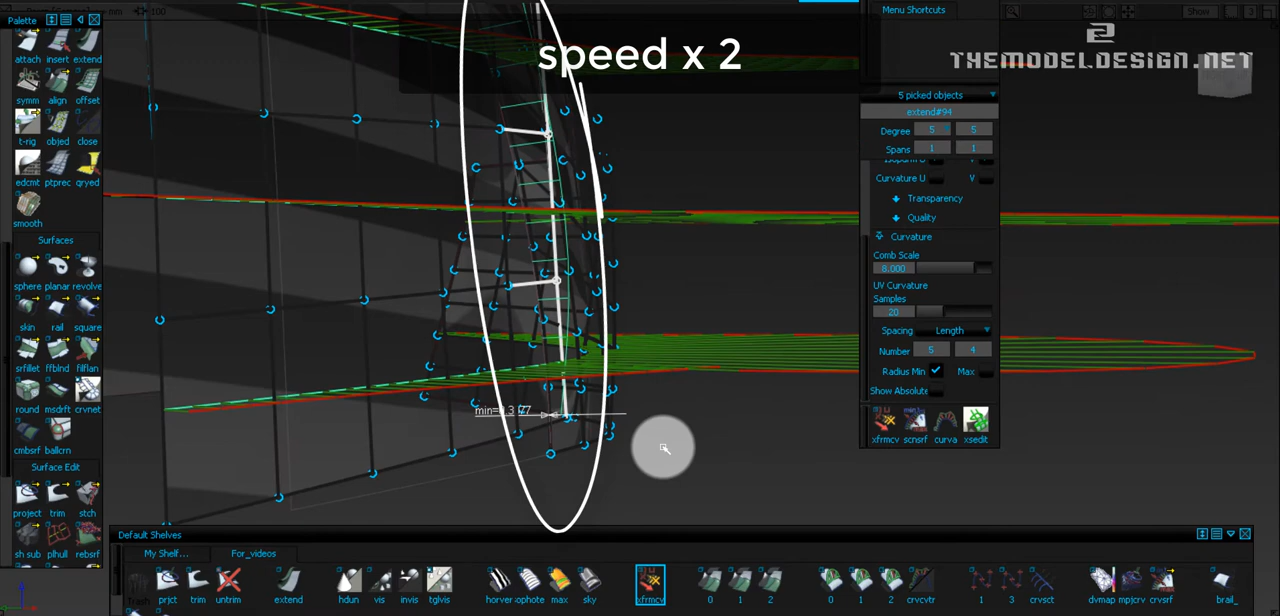 Palette
attach insert extend
symm align offset
t-rig objed close
edcmt ptprec qryed
smooth
Surfaces
sphere planar revolve
skin rail square
srfillet ffblnd filflan
round msdrft crvnet
cmbsrf ballcrn
Surface Edit
project trim stch
sh sub plhull rebsrf
100
speed x 2
THEMODELDESIGN.NET
Show
3
Menu Shortcuts
5 picked objects
extend#94
Degree 5 5
Spans 1 1
Curvature U V
Transparency
Quality
Curvature
Comb Scale
8.000
UV Curvature
Samples
20
Spacing Length
Number 5 4
Radius Min Max
Show Absolute
xfrmcv scnsrf curva xsedit
Default Shelves
My Shelf... For_videos
Trash prjct trim untrim extend hdun vis invis tglvis horver ophote max sky xfrmcv 0 1 2 0 1 2 crvcvtr 1 3 crvsct dvmap mpjcrv crvsrf brail_